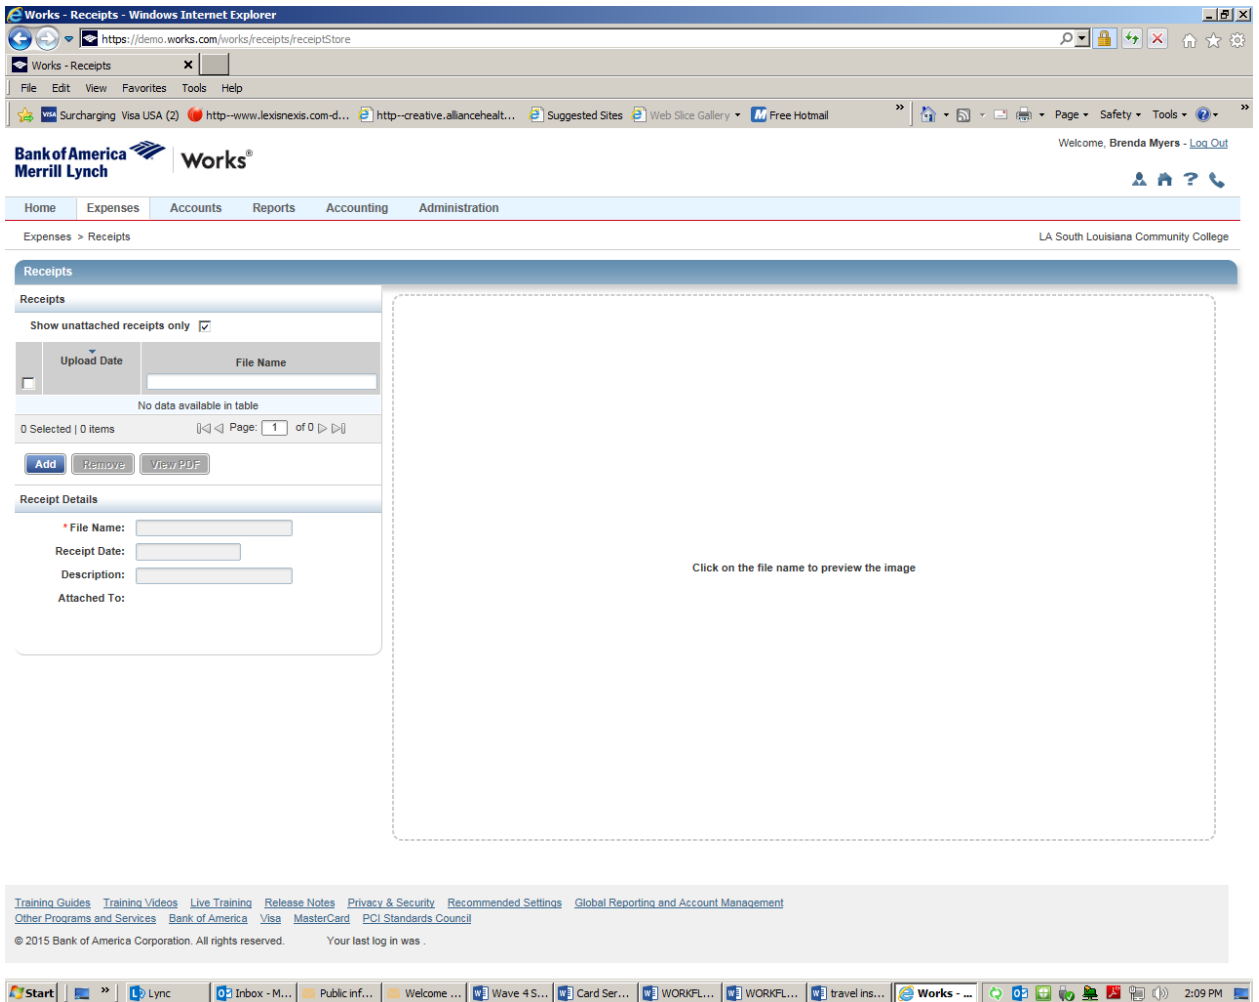 Works - Receipts - Windows Internet Explorer
https://demo.works.com/works/receipts/receiptStore
Works - Receipts
File Edit View Favorites Tools Help
VISA Surcharging Visa USA (2) http--www.lexisnexis.com-d... http--creative.alliancehealt... Suggested Sites Web Slice Gallery Free Hotmail » Page Safety Tools »
Bank of America
Merrill Lynch
Works®
Welcome, Brenda Myers - Log Out
Home Expenses Accounts Reports Accounting Administration
Expenses > Receipts LA South Louisiana Community College
Receipts
Receipts
Show unattached receipts only
Upload Date File Name
No data available in table
0 Selected | 0 items Page: 1 of 0
Add Remove View PDF
Receipt Details
* File Name:
Receipt Date:
Description:
Attached To:
Click on the file name to preview the image
Training Guides Training Videos Live Training Release Notes Privacy & Security Recommended Settings Global Reporting and Account Management
Other Programs and Services Bank of America Visa MasterCard PCI Standards Council
© 2015 Bank of America Corporation. All rights reserved. Your last log in was .
Start » Lync Inbox - M... Public inf... Welcome ... Wave 4 S... Card Ser... WORKFL... WORKFL... travel ins... Works - ... 2:09 PM